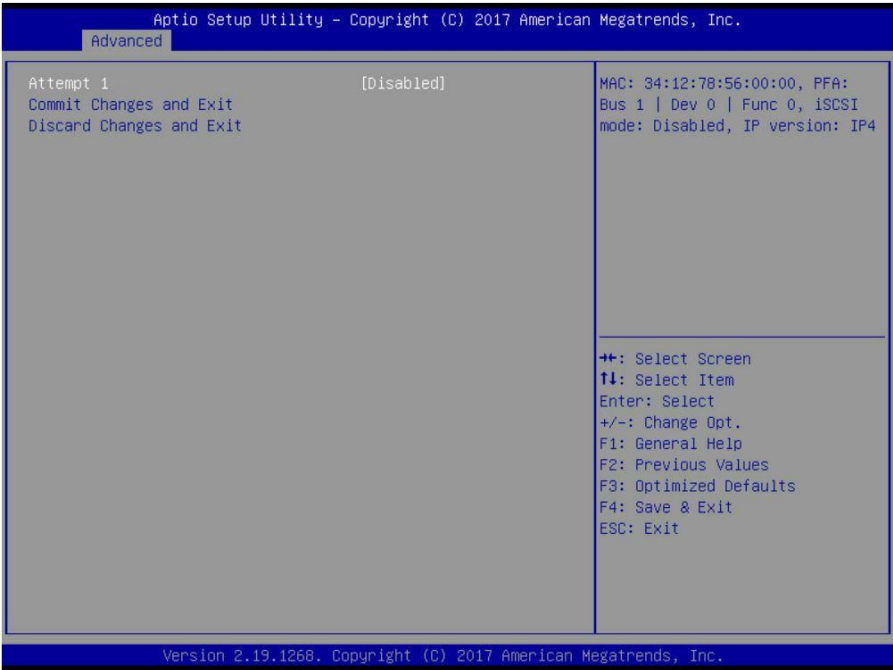 Aptio Setup Utility – Copyright (C) 2017 American Megatrends, Inc.
Advanced
Attempt 1 [Disabled]
Commit Changes and Exit
Discard Changes and Exit
MAC: 34:12:78:56:00:00, PFA:
Bus 1 | Dev 0 | Func 0, iSCSI
mode: Disabled, IP version: IP4
→←: Select Screen
↑↓: Select Item
Enter: Select
+/-: Change Opt.
F1: General Help
F2: Previous Values
F3: Optimized Defaults
F4: Save & Exit
ESC: Exit
Version 2.19.1268. Copyright (C) 2017 American Megatrends, Inc.